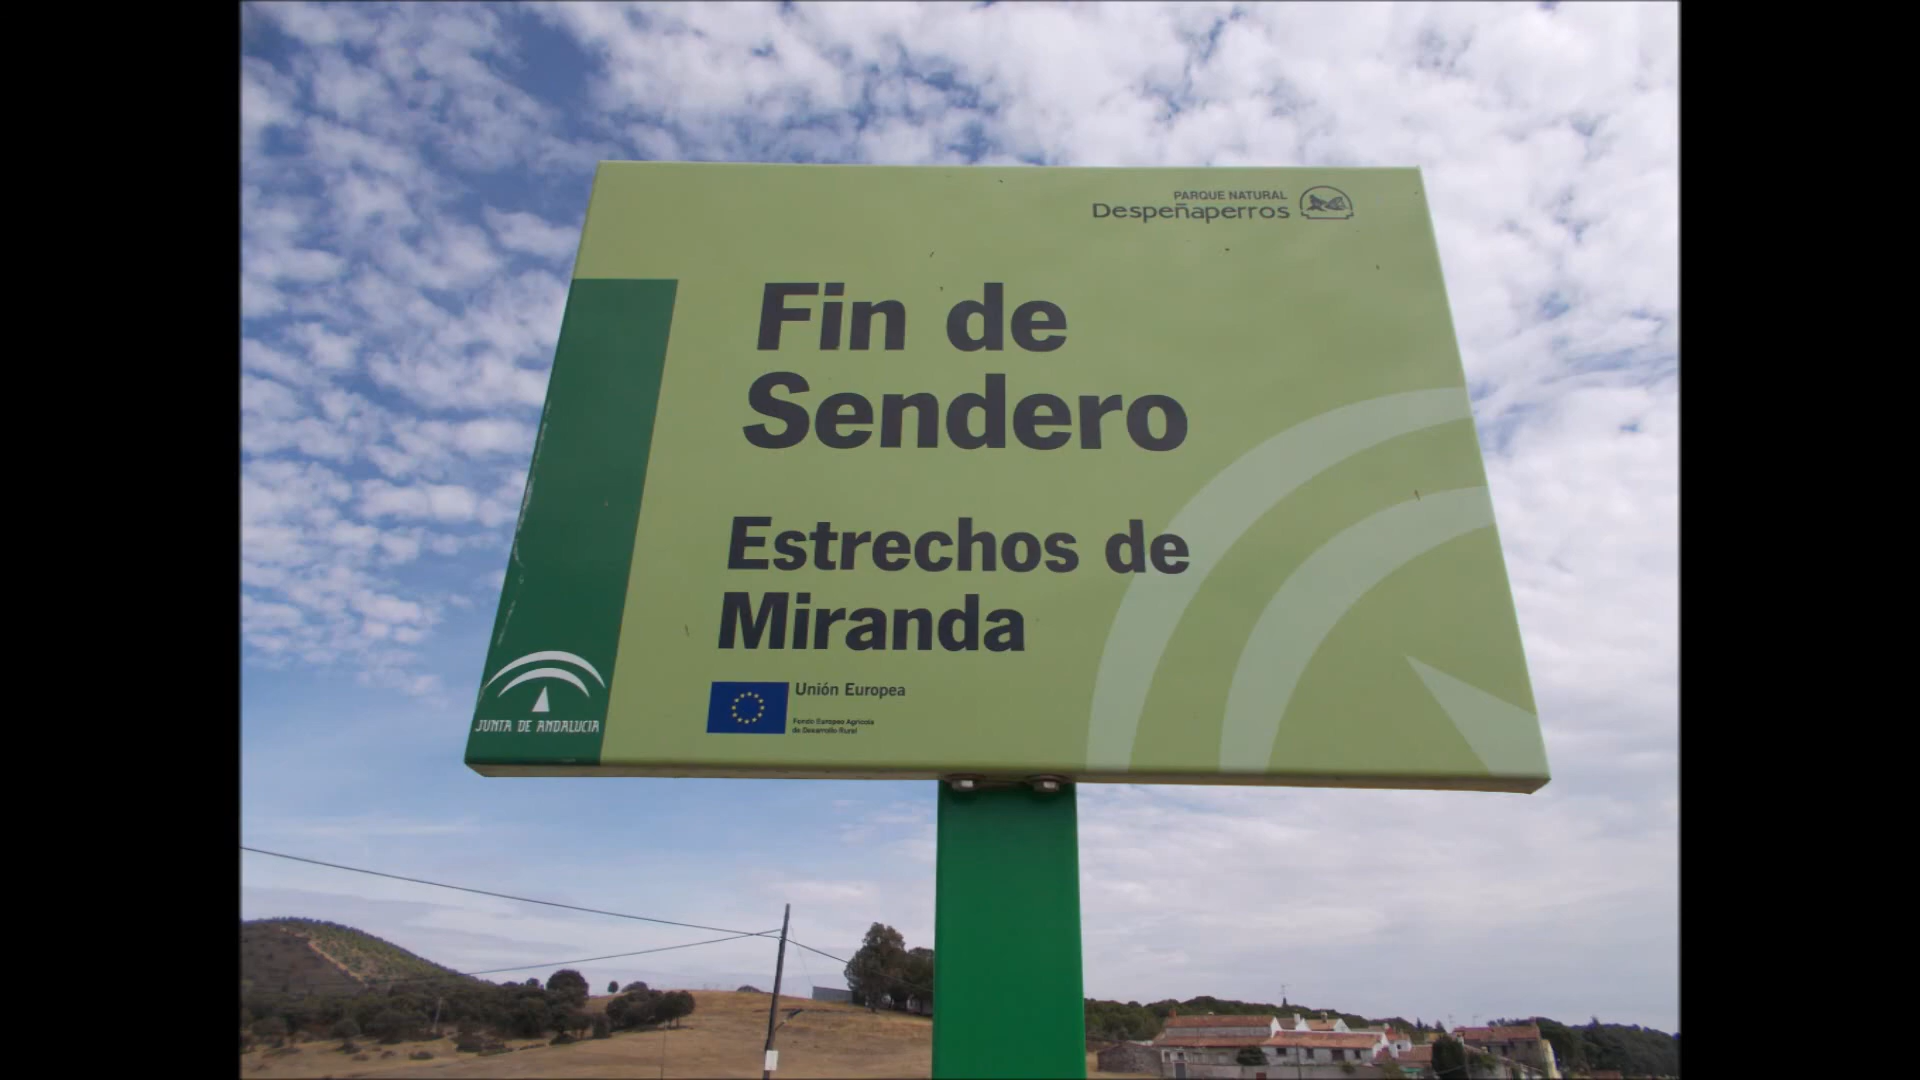 PARQUE NATURAL
Despeñaperros
Fin de
Sendero
Estrechos de
Miranda
Unión Europea
Fondo Europeo Agrícola
de Desarrollo Rural
JUNTA DE ANDALUCIA